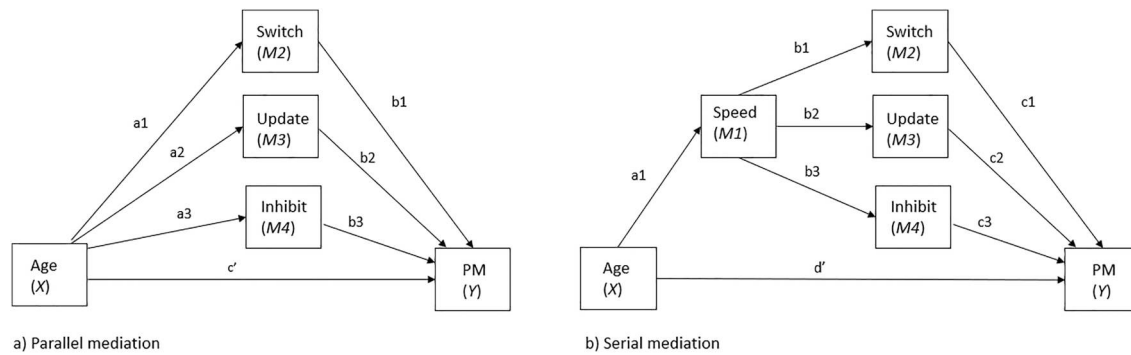 Switch
(M2)
b1
a1
Update
(M3)
a2
b2
Inhibit
(M4)
a3
b3
Age
(X)
c’
PM
(Y)
a) Parallel mediation
Switch
(M2)
b1
c1
Speed
(M1)
b2
Update
(M3)
c2
a1
b3
Inhibit
(M4)
c3
Age
(X)
d’
PM
(Y)
b) Serial mediation